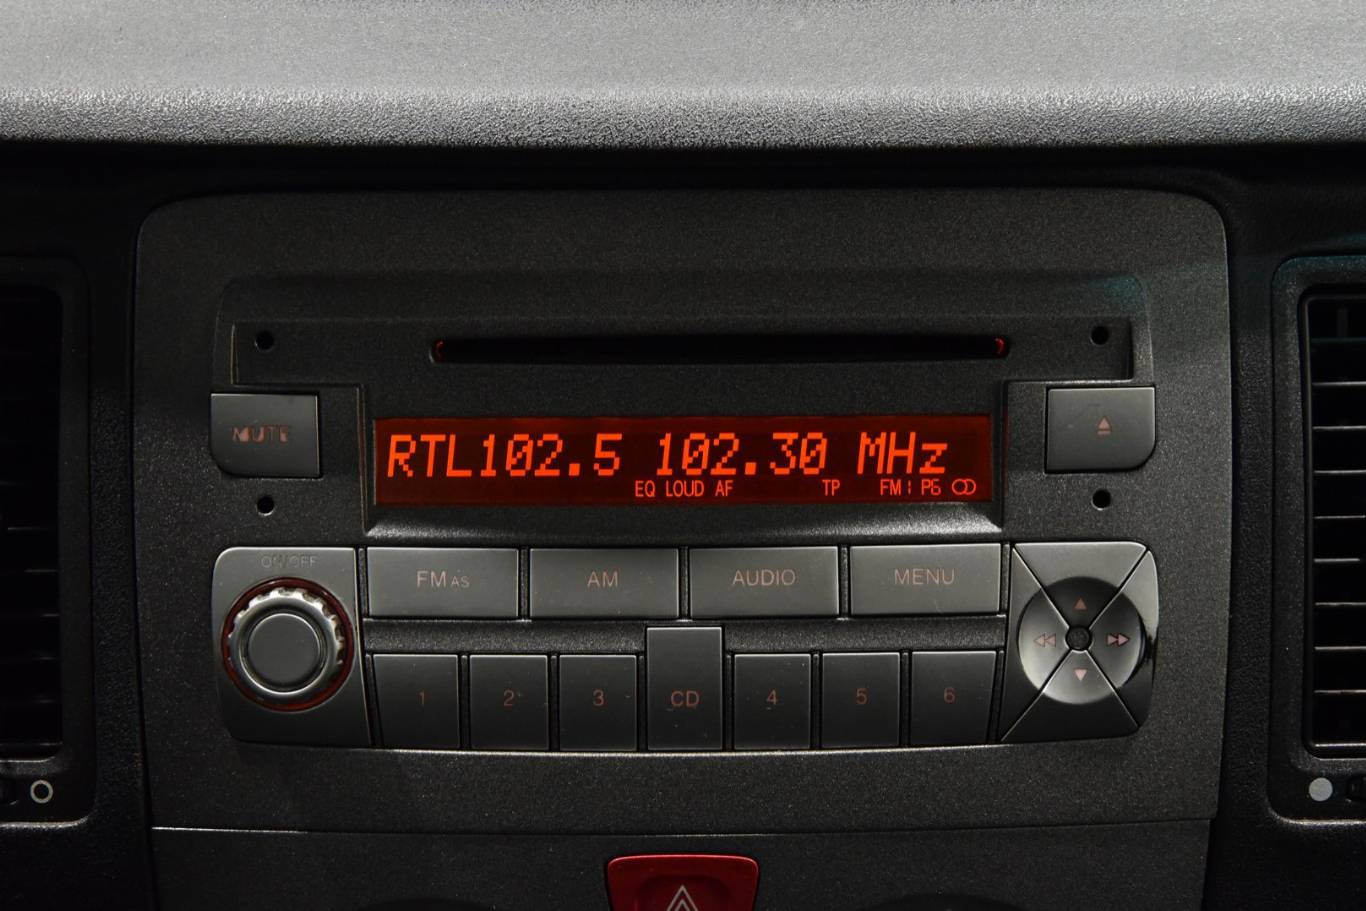 MUTE
RTL102.5 102.30 MHz
EQ LOUD AF TP FM1 P6
ON/OFF
FM AS AM AUDIO MENU
1 2 3 CD 4 5 6